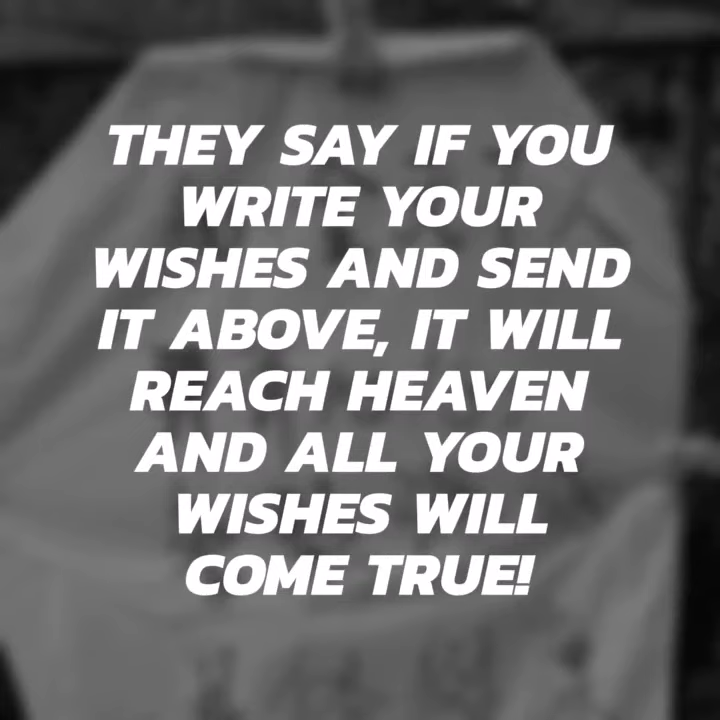 THEY SAY IF YOU
WRITE YOUR
WISHES AND SEND
IT ABOVE, IT WILL
REACH HEAVEN
AND ALL YOUR
WISHES WILL
COME TRUE!